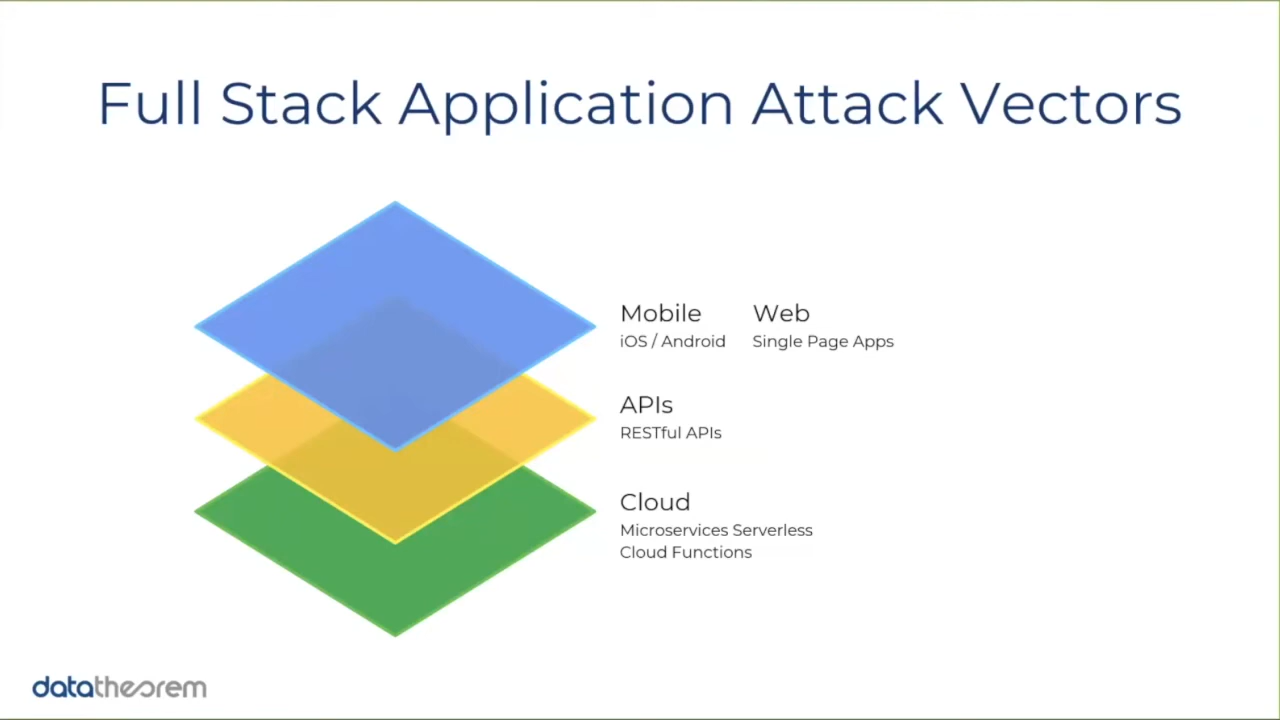 Full Stack Application Attack Vectors
Mobile Web
iOS / Android Single Page Apps
APIs
RESTful APIs
Cloud
Microservices Serverless
Cloud Functions
datatheorem